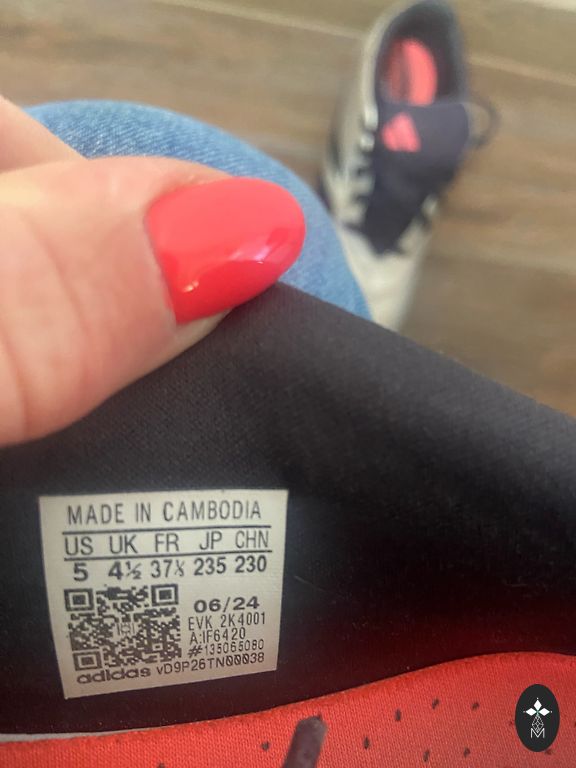 MADE IN CAMBODIA
US UK FR JP CHN
5 4½ 37⅓ 235 230
06/24
EVK 2K4001
A:IF6420
#135065080
adidas vD9P26TN00038
M